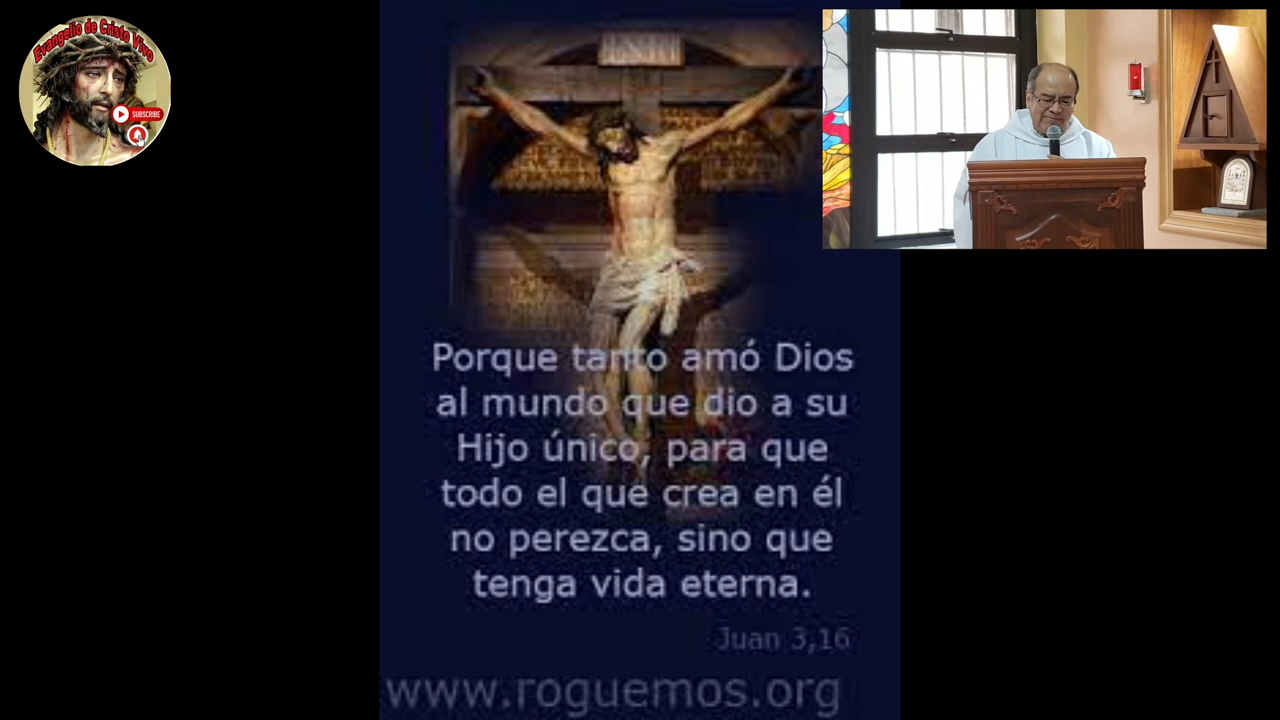 Evangelio de Cristo Vivo
SUBSCRIBE
Porque tanto amó Dios
al mundo que dio a su
Hijo único, para que
todo el que crea en él
no perezca, sino que
tenga vida eterna.
Juan 3,16
www.roguemos.org